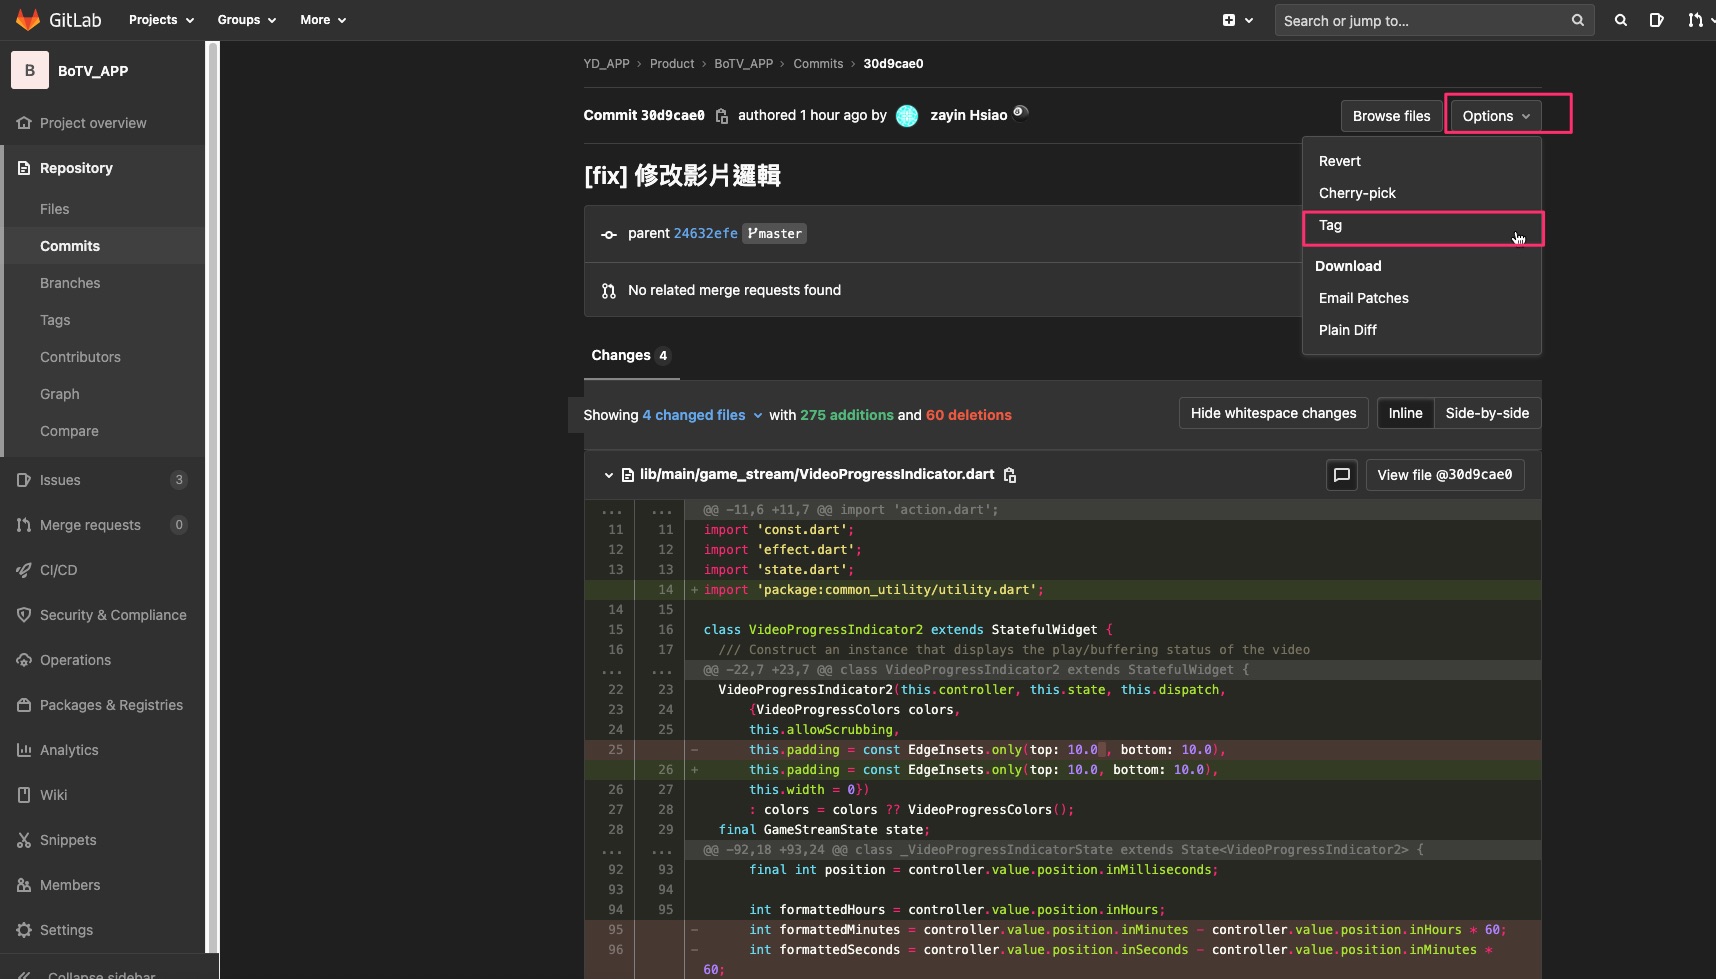 GitLab Projects Groups More Search or jump to...
B BoTV_APP
Project overview
Repository
Files
Commits
Branches
Tags
Contributors
Graph
Compare
Issues 3
Merge requests 0
CI/CD
Security & Compliance
Operations
Packages & Registries
Analytics
Wiki
Snippets
Members
Settings
Collapse sidebar
YD_APP › Product › BoTV_APP › Commits › 30d9cae0
Commit 30d9cae0 authored 1 hour ago by zayin Hsiao
Browse files Options
Revert
Cherry-pick
Tag
Download
Email Patches
Plain Diff
[fix] 修改影片邏輯
parent 24632efe master
No related merge requests found
Changes 4
Showing 4 changed files with 275 additions and 60 deletions
Hide whitespace changes Inline Side-by-side
lib/main/game_stream/VideoProgressIndicator.dart View file @30d9cae0
... ... @@ -11,6 +11,7 @@ import 'action.dart';
11 11 import 'const.dart';
12 12 import 'effect.dart';
13 13 import 'state.dart';
14 + import 'package:common_utility/utility.dart';
14 15
15 16 class VideoProgressIndicator2 extends StatefulWidget {
16 17 /// Construct an instance that displays the play/buffering status of the video
... ... @@ -22,7 +23,7 @@ class VideoProgressIndicator2 extends StatefulWidget {
22 23 VideoProgressIndicator2(this.controller, this.state, this.dispatch,
23 24 {VideoProgressColors colors,
24 25 this.allowScrubbing,
25 - this.padding = const EdgeInsets.only(top: 10.0 , bottom: 10.0),
26 + this.padding = const EdgeInsets.only(top: 10.0, bottom: 10.0),
26 27 this.width = 0})
27 28 : colors = colors ?? VideoProgressColors();
28 29 final GameStreamState state;
... ... @@ -92,18 +93,24 @@ class _VideoProgressIndicatorState extends State<VideoProgressIndicator2> {
92 93 final int position = controller.value.position.inMilliseconds;
93 94
94 95 int formattedHours = controller.value.position.inHours;
95 - int formattedMinutes = controller.value.position.inMinutes - controller.value.position.inHours * 60;
96 - int formattedSeconds = controller.value.position.inSeconds - controller.value.position.inMinutes *
60;